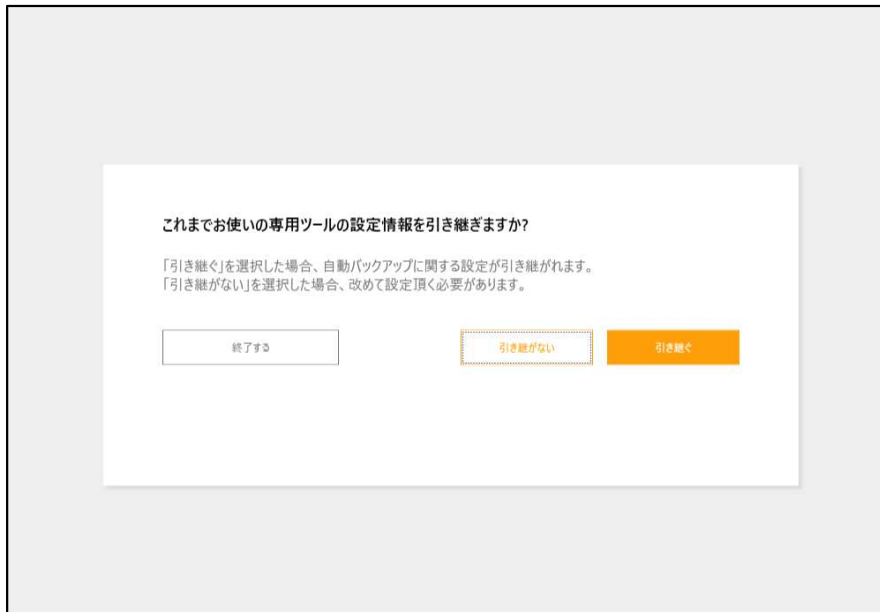 これまでお使いの専用ツールの設定情報を引き継ぎますか?
「引き継ぐ」を選択した場合、自動バックアップに関する設定が引き継がれます。
「引き継がない」を選択した場合、改めて設定頂く必要があります。
終了する
引き継がない
引き継ぐ